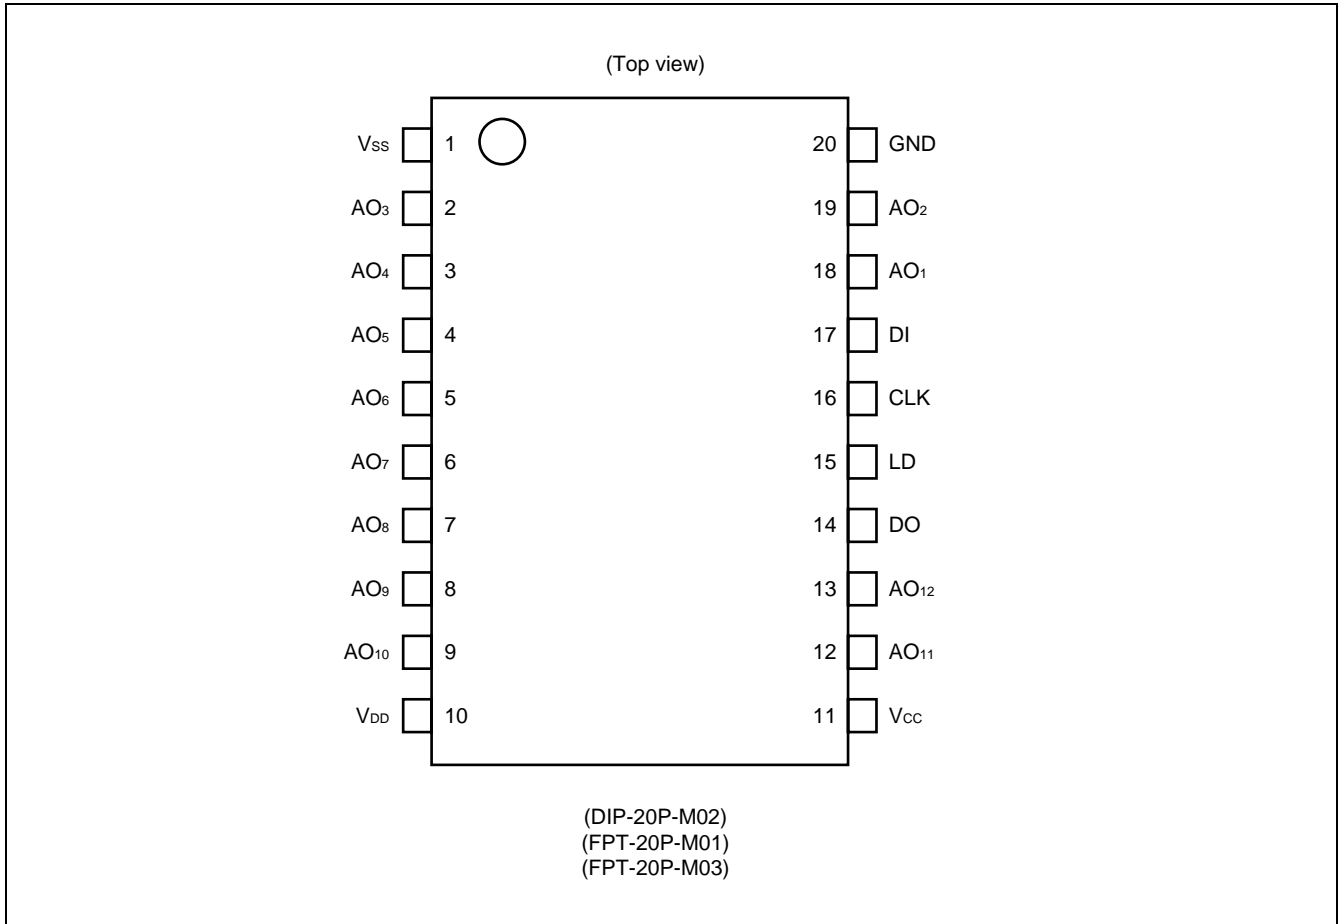 (Top view)
VSS 1 20 GND
AO3 2 19 AO2
AO4 3 18 AO1
AO5 4 17 DI
AO6 5 16 CLK
AO7 6 15 LD
AO8 7 14 DO
AO9 8 13 AO12
AO10 9 12 AO11
VDD 10 11 VCC
(DIP-20P-M02)
(FPT-20P-M01)
(FPT-20P-M03)